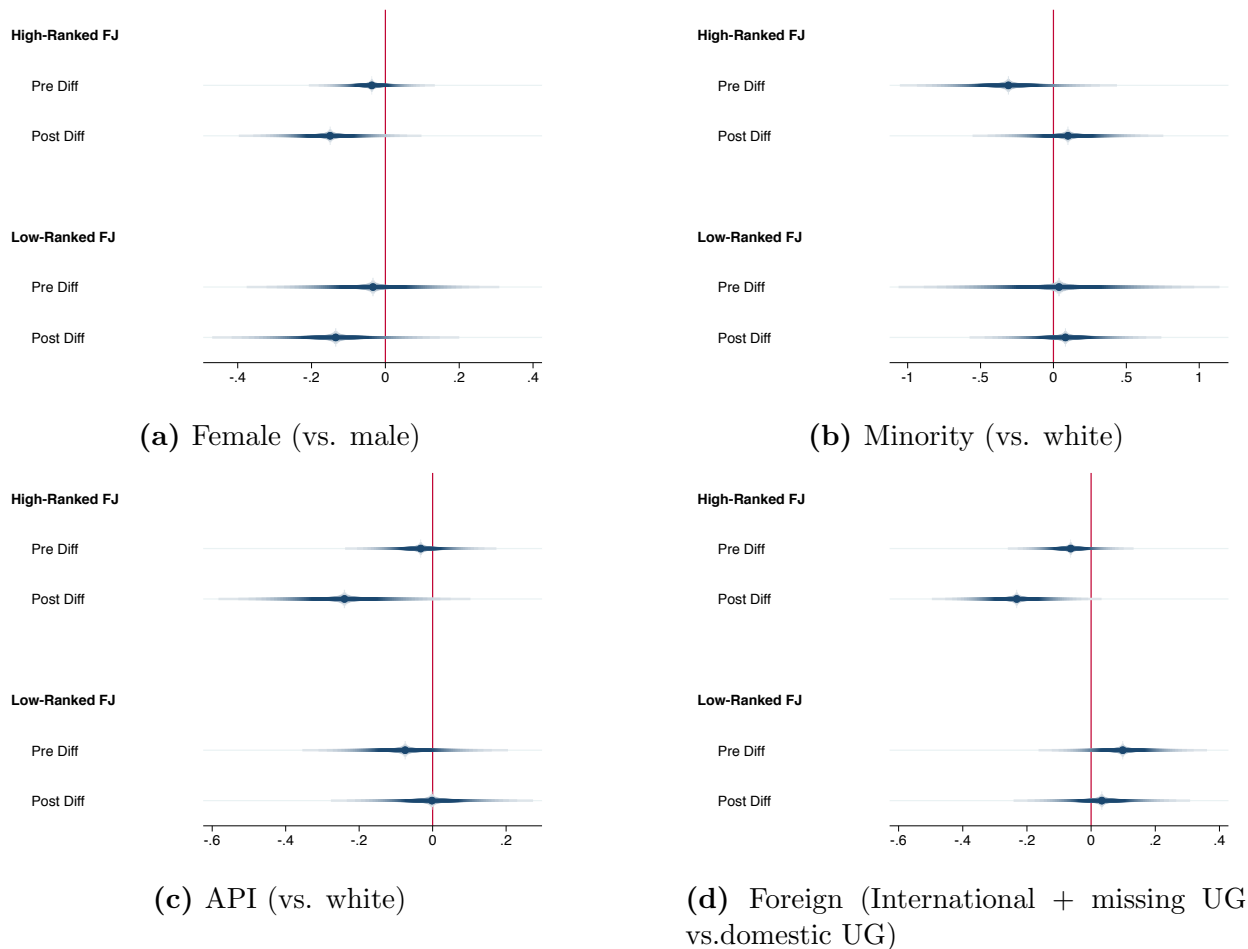 High-Ranked FJ
Pre Diff
Post Diff
Low-Ranked FJ
Pre Diff
Post Diff
-.4 -.2 0 .2 .4
(a) Female (vs. male)
High-Ranked FJ
Pre Diff
Post Diff
Low-Ranked FJ
Pre Diff
Post Diff
-1 -.5 0 .5 1
(b) Minority (vs. white)
High-Ranked FJ
Pre Diff
Post Diff
Low-Ranked FJ
Pre Diff
Post Diff
-.6 -.4 -.2 0 .2
(c) API (vs. white)
High-Ranked FJ
Pre Diff
Post Diff
Low-Ranked FJ
Pre Diff
Post Diff
-.6 -.4 -.2 0 .2 .4
(d) Foreign (International + missing UG
vs.domestic UG)